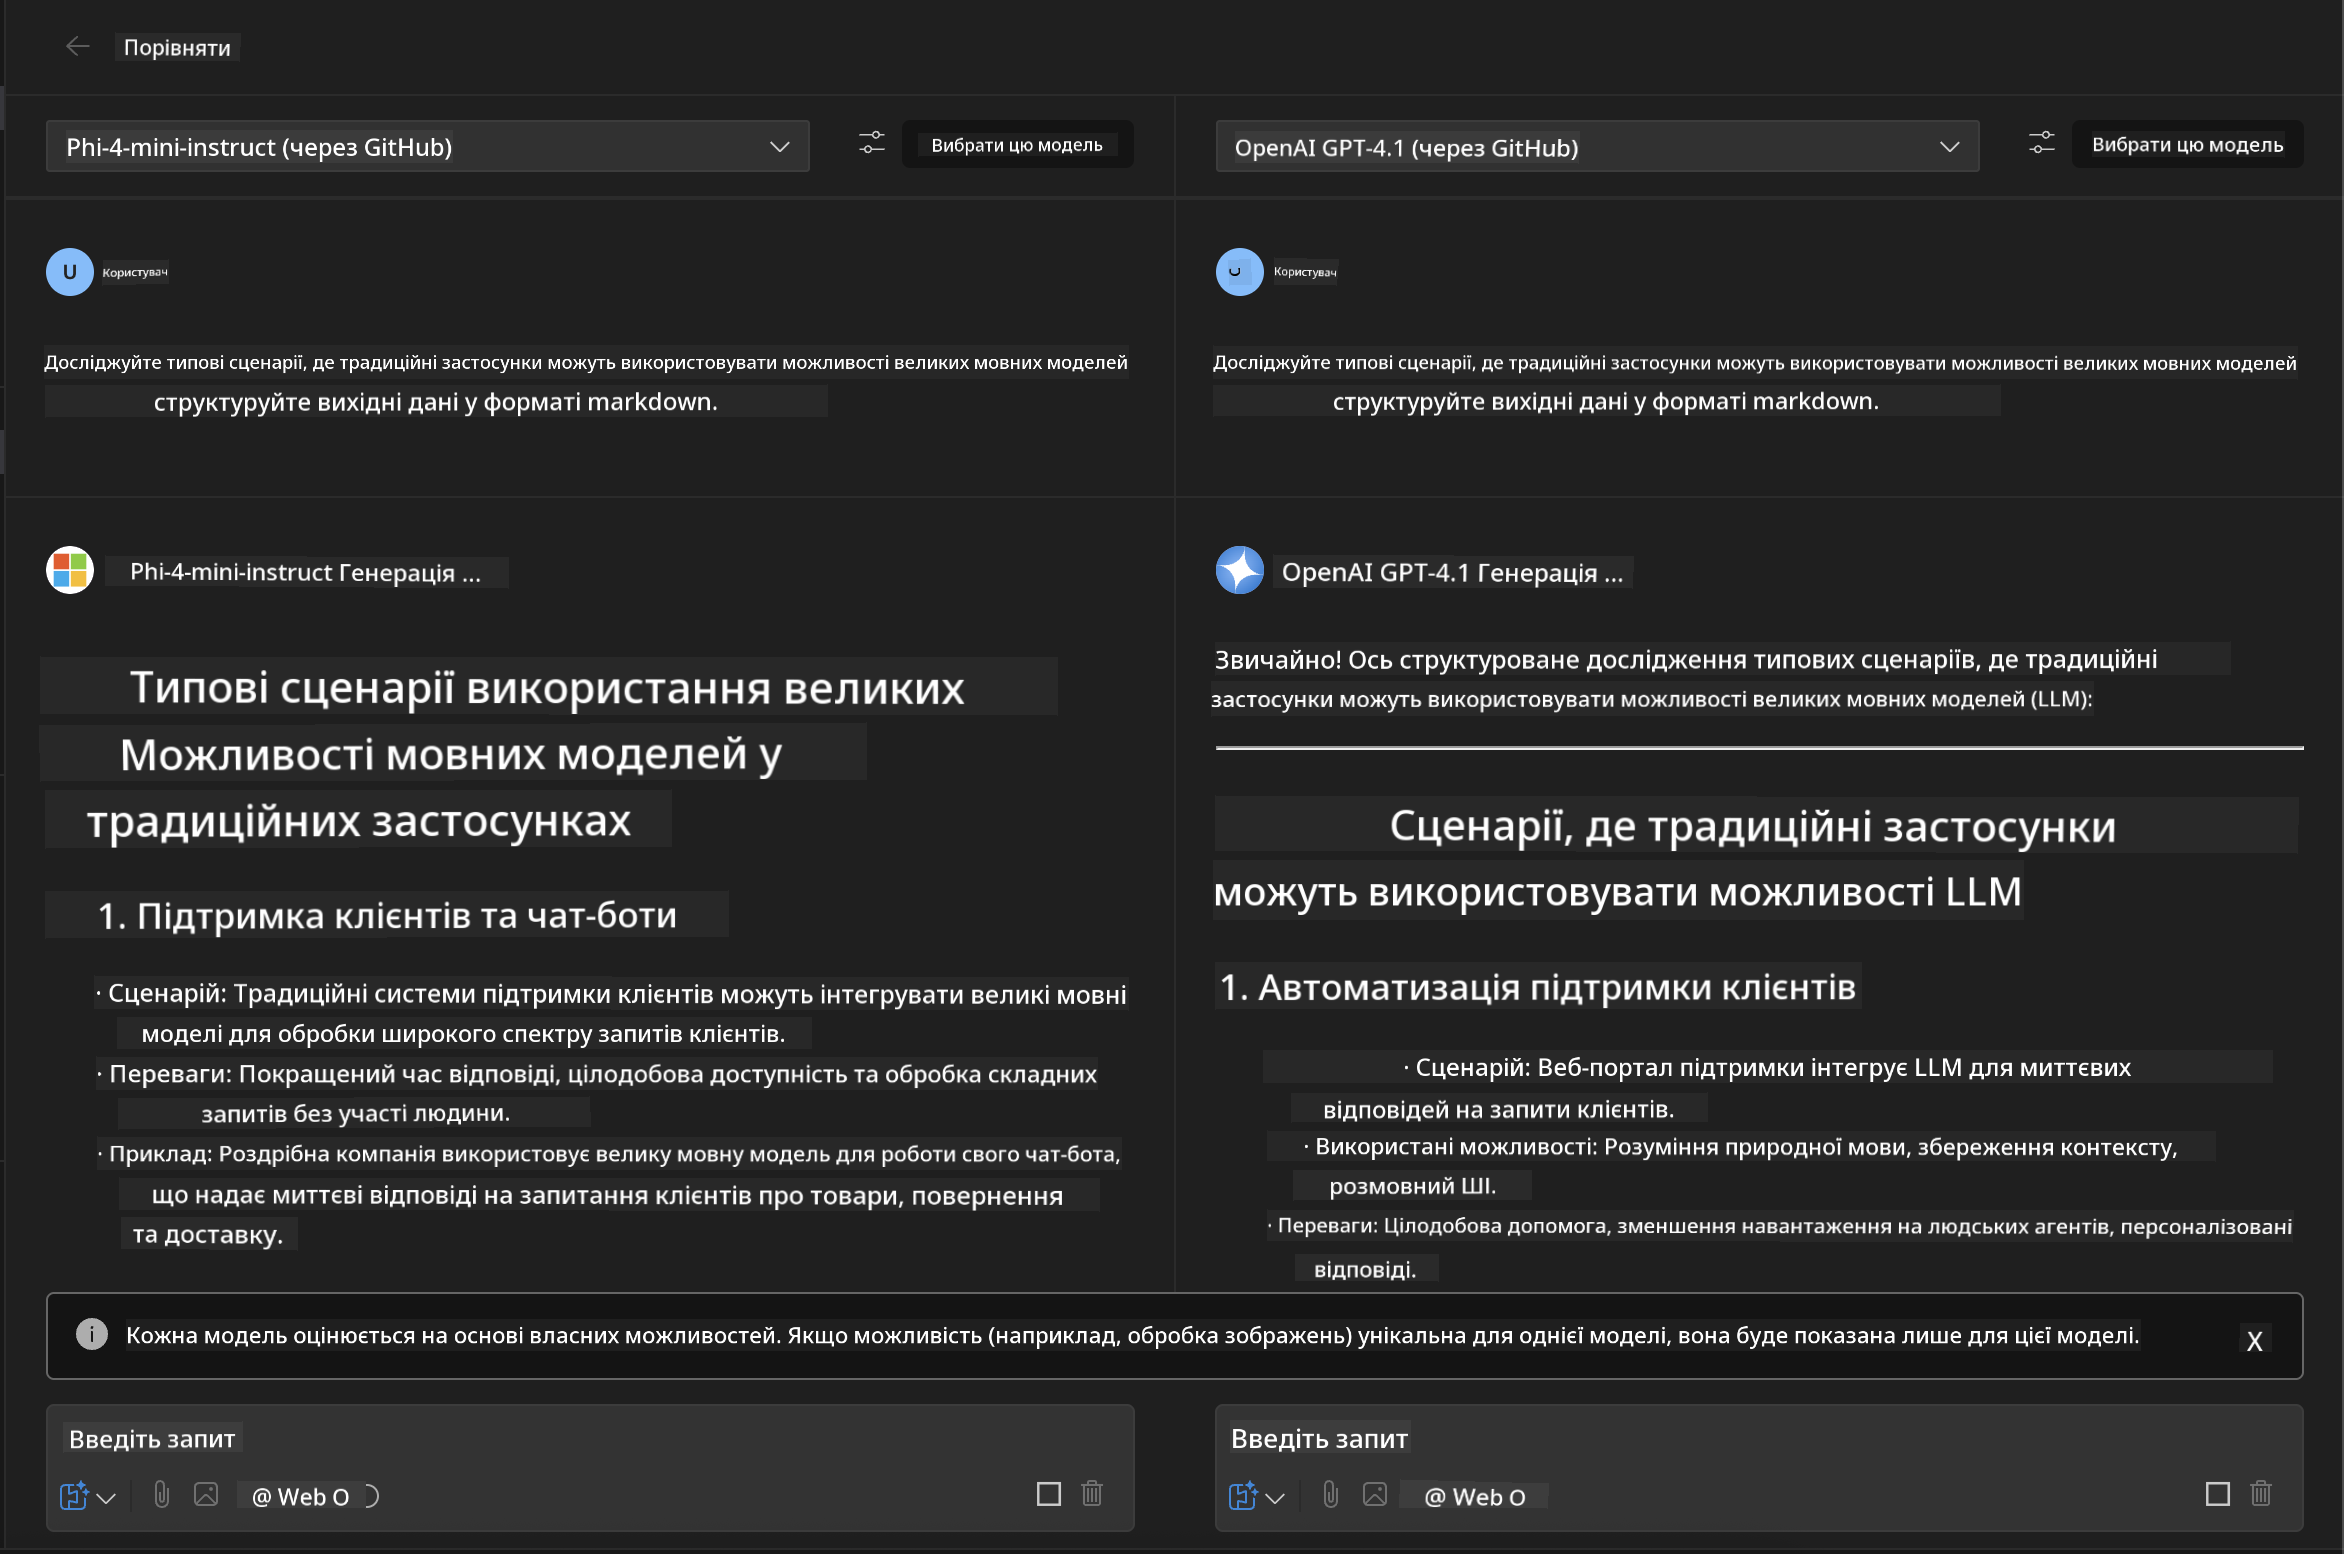 Порівняти
Phi-4-mini-instruct (через GitHub)
Вибрати цю модель
U
Користувач
Досліджуйте типові сценарії, де традиційні застосунки можуть використовувати можливості великих мовних моделей
структуруйте вихідні дані у форматі markdown.
Phi-4-mini-instruct Генерація ...
Типові сценарії використання великих
Можливості мовних моделей у
традиційних застосунках
1. Підтримка клієнтів та чат-боти
· Сценарій: Традиційні системи підтримки клієнтів можуть інтегрувати великі мовні
моделі для обробки широкого спектру запитів клієнтів.
· Переваги: Покращений час відповіді, цілодобова доступність та обробка складних
запитів без участі людини.
· Приклад: Роздрібна компанія використовує велику мовну модель для роботи свого чат-бота,
що надає миттєві відповіді на запитання клієнтів про товари, повернення
та доставку.
OpenAI GPT-4.1 (через GitHub)
Вибрати цю модель
Користувач
Досліджуйте типові сценарії, де традиційні застосунки можуть використовувати можливості великих мовних моделей
структуруйте вихідні дані у форматі markdown.
OpenAI GPT-4.1 Генерація ...
Звичайно! Ось структуроване дослідження типових сценаріїв, де традиційні
застосунки можуть використовувати можливості великих мовних моделей (LLM):
Сценарії, де традиційні застосунки
можуть використовувати можливості LLM
1. Автоматизація підтримки клієнтів
· Сценарій: Веб-портал підтримки інтегрує LLM для миттєвих
відповідей на запити клієнтів.
· Використані можливості: Розуміння природної мови, збереження контексту,
розмовний ШІ.
· Переваги: Цілодобова допомога, зменшення навантаження на людських агентів, персоналізовані
відповіді.
Кожна модель оцінюється на основі власних можливостей. Якщо можливість (наприклад, обробка зображень) унікальна для однієї моделі, вона буде показана лише для цієї моделі.
X
Введіть запит
@ Web O
Введіть запит
@ Web O